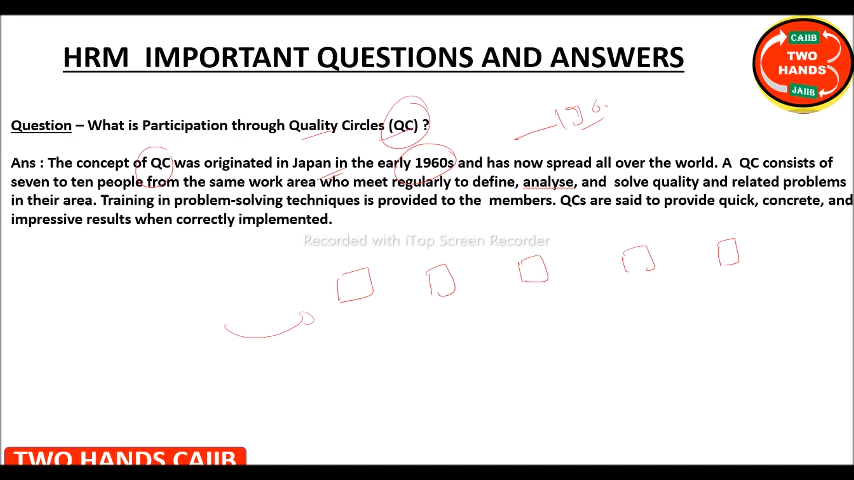 HRM IMPORTANT QUESTIONS AND ANSWERS
CAIIB
TWO
HANDS
JAIIB
Question – What is Participation through Quality Circles (QC) ?
196.
Ans : The concept of QC was originated in Japan in the early 1960s and has now spread all over the world. A QC consists of
seven to ten people from the same work area who meet regularly to define, analyse, and solve quality and related problems
in their area. Training in problem-solving techniques is provided to the members. QCs are said to provide quick, concrete, and
impressive results when correctly implemented.
Recorded with iTop Screen Recorder
TWO HANDS CAIIB